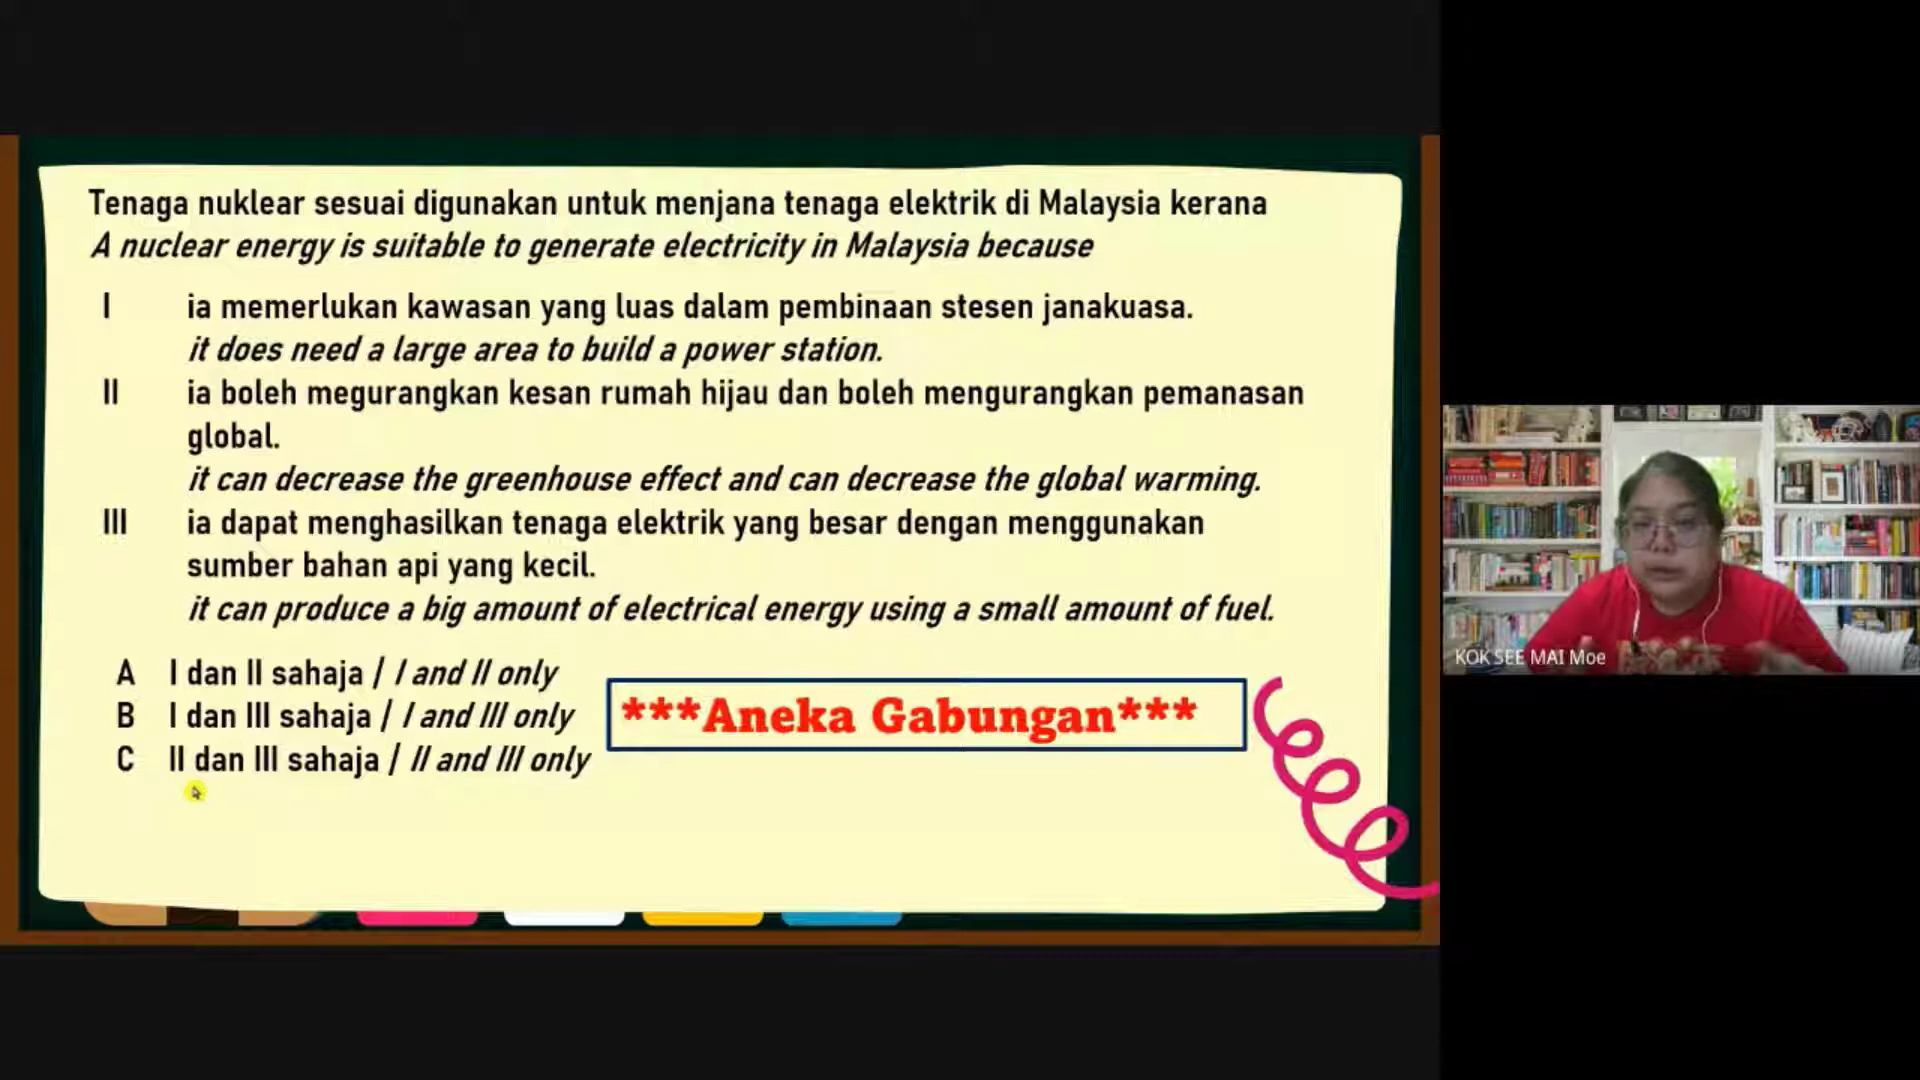 Tenaga nuklear sesuai digunakan untuk menjana tenaga elektrik di Malaysia kerana
A nuclear energy is suitable to generate electricity in Malaysia because
I ia memerlukan kawasan yang luas dalam pembinaan stesen janakuasa.
it does need a large area to build a power station.
II ia boleh megurangkan kesan rumah hijau dan boleh mengurangkan pemanasan
global.
it can decrease the greenhouse effect and can decrease the global warming.
III ia dapat menghasilkan tenaga elektrik yang besar dengan menggunakan
sumber bahan api yang kecil.
it can produce a big amount of electrical energy using a small amount of fuel.
A I dan II sahaja / I and II only
B I dan III sahaja / I and III only
C II dan III sahaja / II and III only
***Aneka Gabungan***
KOK SEE MAI Moe